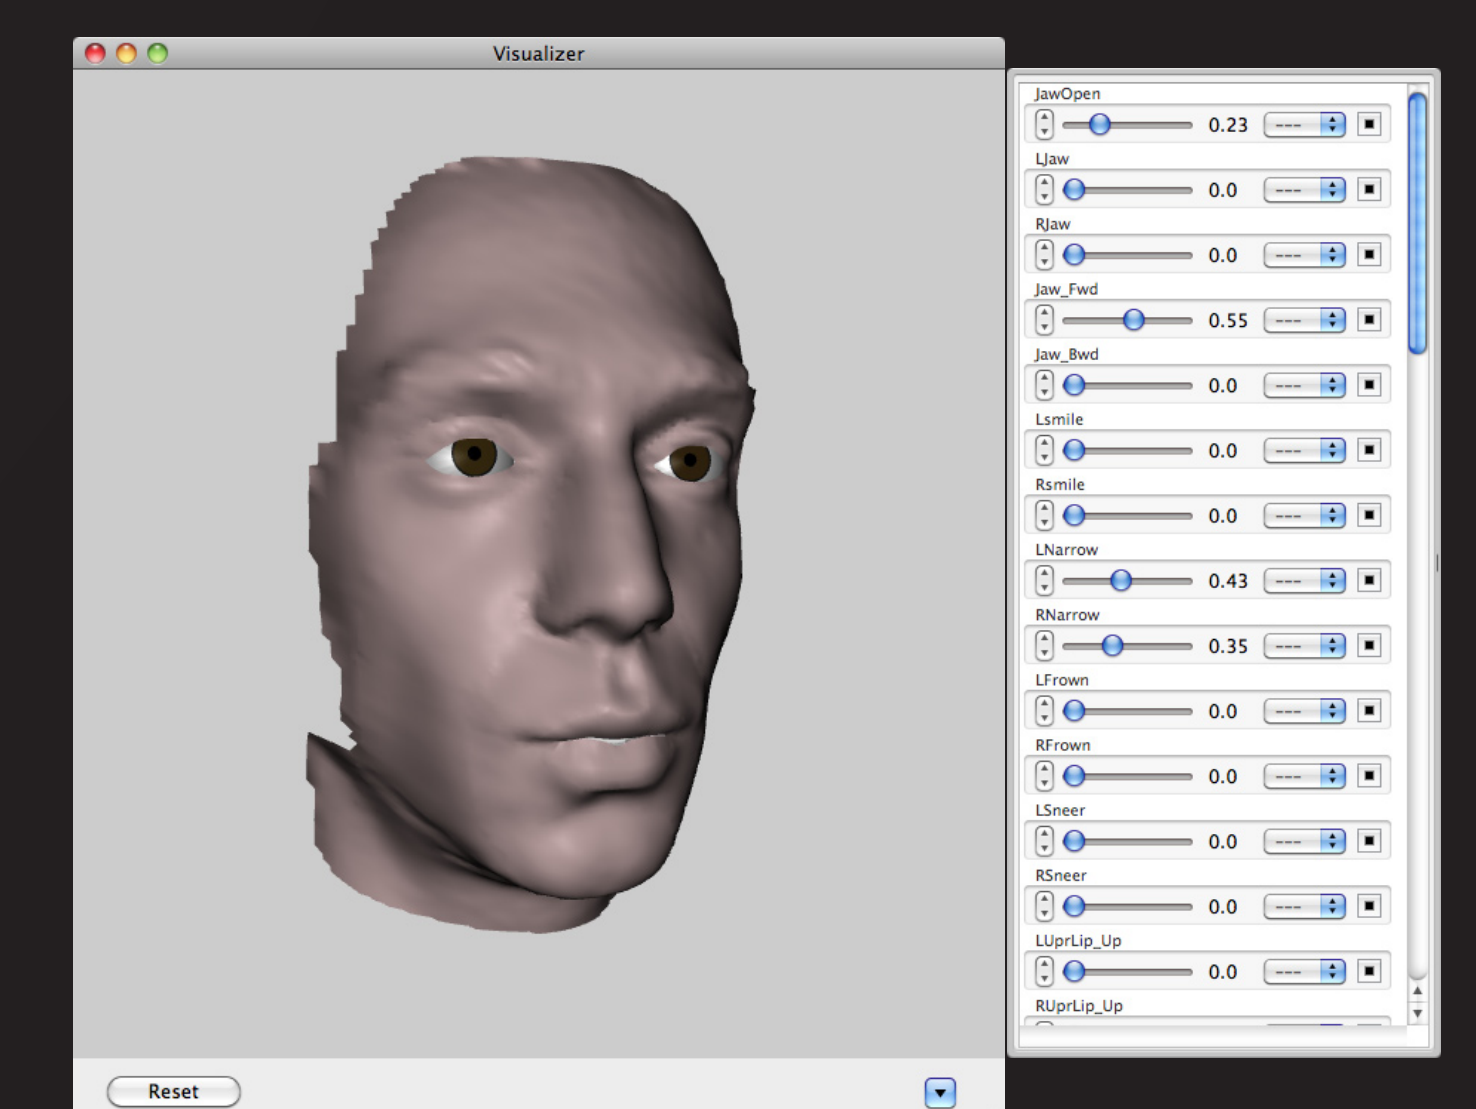 Visualizer
JawOpen
0.23 ---
LJaw
0.0 ---
RJaw
0.0 ---
Jaw_Fwd
0.55 ---
Jaw_Bwd
0.0 ---
Lsmile
0.0 ---
Rsmile
0.0 ---
LNarrow
0.43 ---
RNarrow
0.35 ---
LFrown
0.0 ---
RFrown
0.0 ---
LSneer
0.0 ---
RSneer
0.0 ---
LUprLip_Up
0.0 ---
RUprLip_Up
Reset